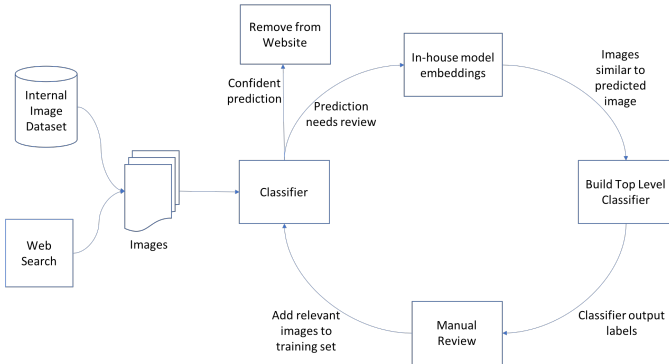 Remove from
Website
In-house model
embeddings
Images
similar to
predicted
image
Internal
Image
Dataset
Confident
prediction
Prediction
needs review
Classifier
Build Top Level
Classifier
Web
Search
Images
Add relevant
images to
training set
Manual
Review
Classifier output
labels